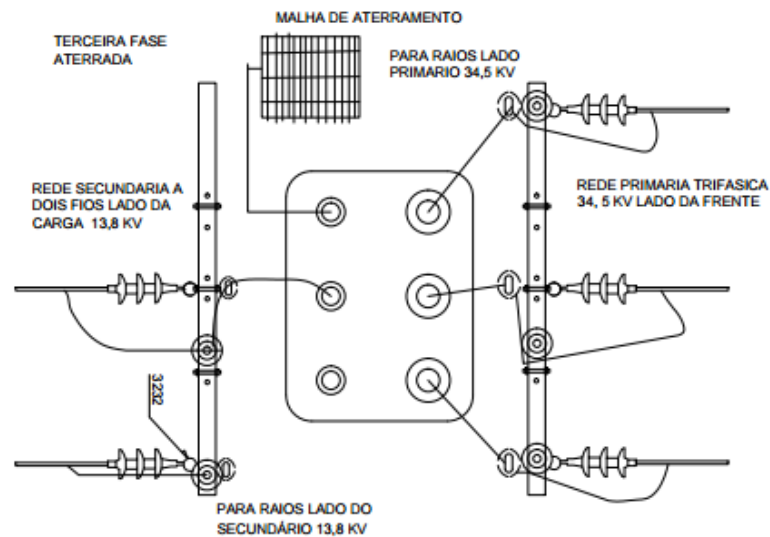 MALHA DE ATERRAMENTO
TERCEIRA FASE
ATERRADA
PARA RAIOS LADO
PRIMARIO 34,5 KV
REDE SECUNDARIA A
DOIS FIOS LADO DA
CARGA 13,8 KV
REDE PRIMARIA TRIFASICA
34, 5 KV LADO DA FRENTE
3232
PARA RAIOS LADO DO
SECUNDÁRIO 13,8 KV